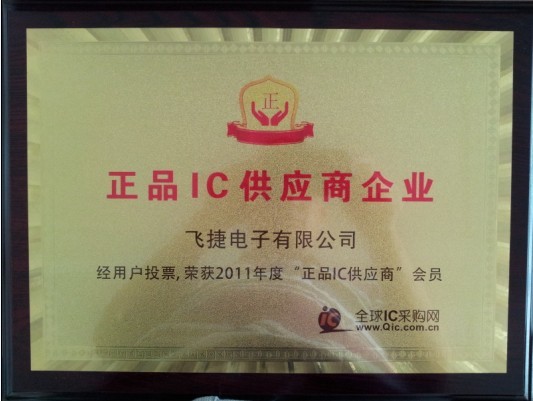 正
正品IC供应商企业
飞捷电子有限公司
经用户投票,荣获2011年度“正品IC供应商”会员
ic 全球IC采购网
www.Qic.com.cn